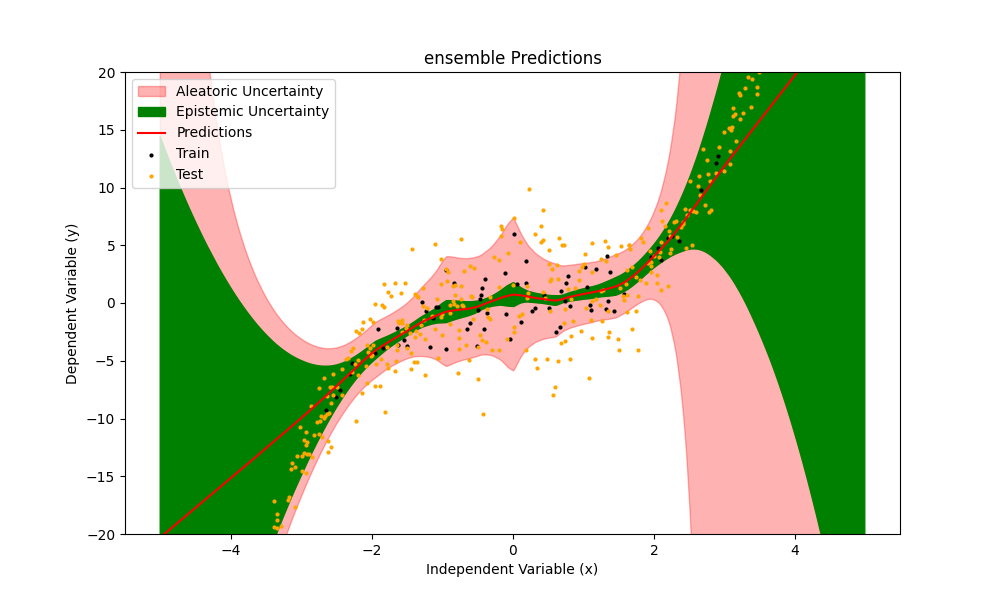 ensemble Predictions
20
15
10
5
0
−5
−10
−15
−20
Dependent Variable (y)
Aleatoric Uncertainty
Epistemic Uncertainty
Predictions
Train
Test
−4
−2
0
2
4
Independent Variable (x)